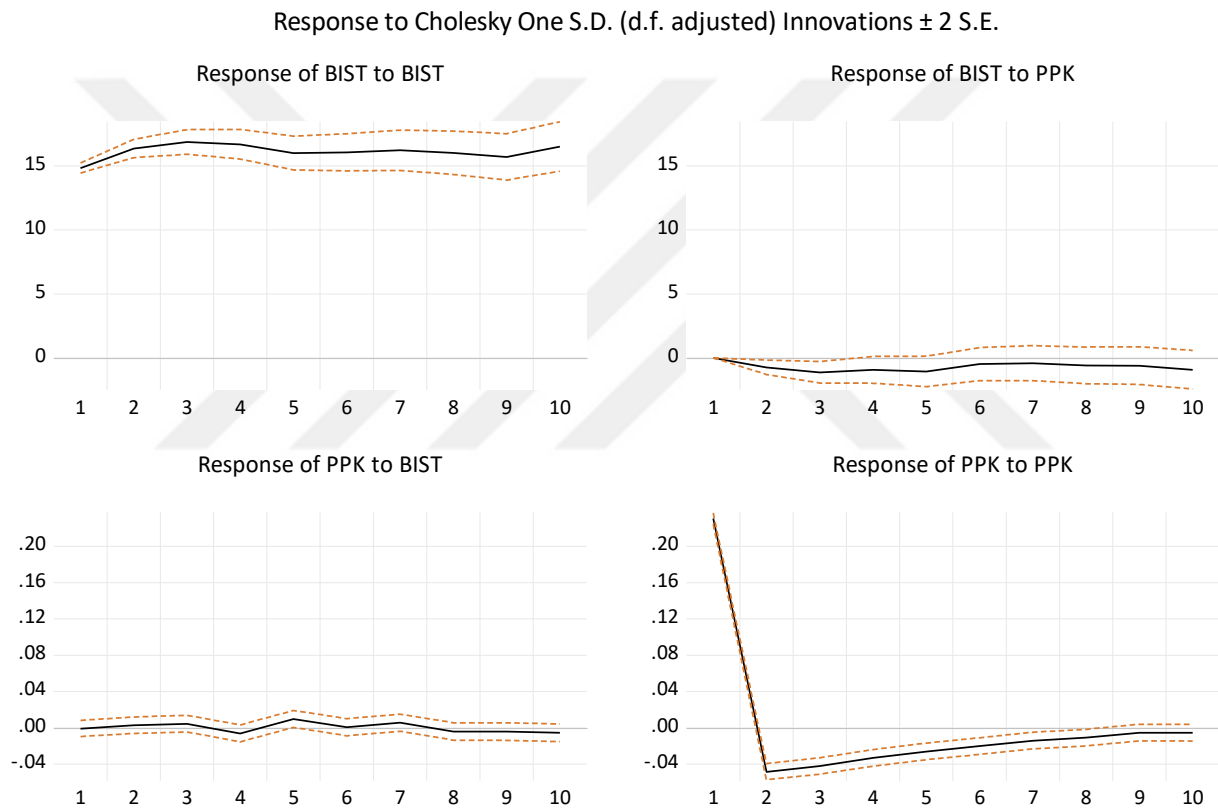 Response to Cholesky One S.D. (d.f. adjusted) Innovations ± 2 S.E.
Response of BIST to BIST
15
10
5
0
1 2 3 4 5 6 7 8 9 10
Response of BIST to PPK
15
10
5
0
1 2 3 4 5 6 7 8 9 10
Response of PPK to BIST
.20
.16
.12
.08
.04
.00
-.04
1 2 3 4 5 6 7 8 9 10
Response of PPK to PPK
.20
.16
.12
.08
.04
.00
-.04
1 2 3 4 5 6 7 8 9 10